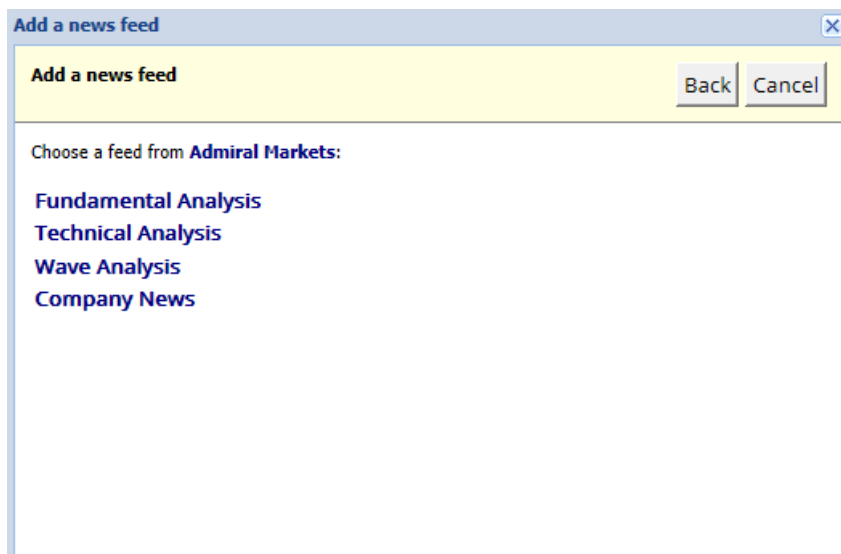 Add a news feed
Add a news feed
Back Cancel
Choose a feed from Admiral Markets:
Fundamental Analysis
Technical Analysis
Wave Analysis
Company News